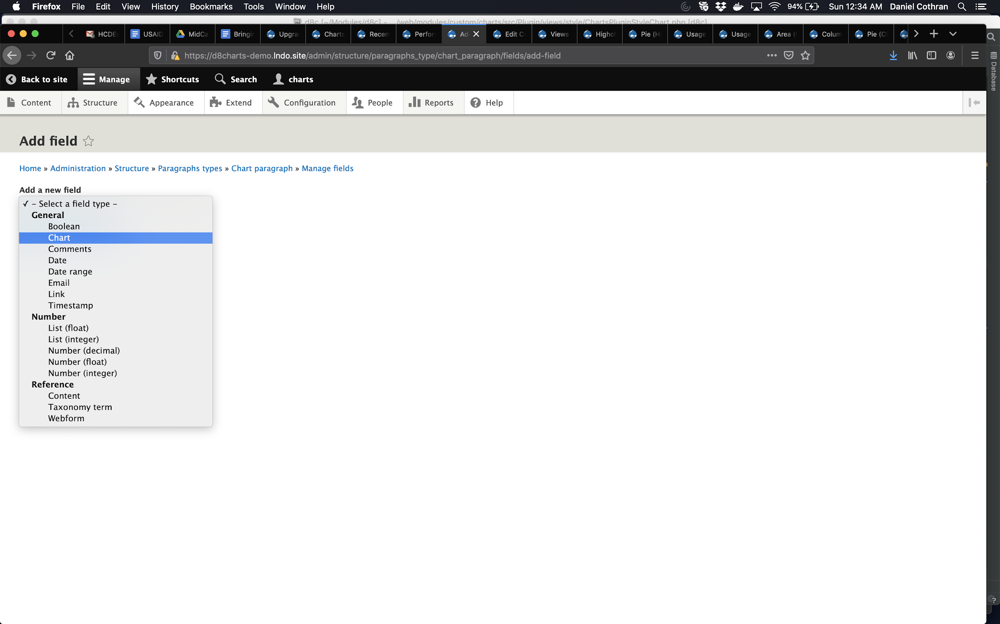 Firefox File Edit View History Bookmarks Tools Window Help 94% Sun 12:34 AM Daniel Cothran
d8c [~/Modules/d8c] - .../web/modules/custom/charts/src/Plugin/views/style/ChartsPluginStyleChart.php [d8c]
HCDE USAID MidCa Bringi Upgra Charts Recen Perfor Ad Edit C Views Highc Pie (Hi Usage Usage Area ( Colum Pie (C
https://d8charts-demo.lndo.site/admin/structure/paragraphs_type/chart_paragraph/fields/add-field
Database
Back to site Manage Shortcuts Search charts
Content Structure Appearance Extend Configuration People Reports Help
Add field
Home » Administration » Structure » Paragraphs types » Chart paragraph » Manage fields
Add a new field
✓ - Select a field type -
General
Boolean
Chart
Comments
Date
Date range
Email
Link
Timestamp
Number
List (float)
List (integer)
Number (decimal)
Number (float)
Number (integer)
Reference
Content
Taxonomy term
Webform